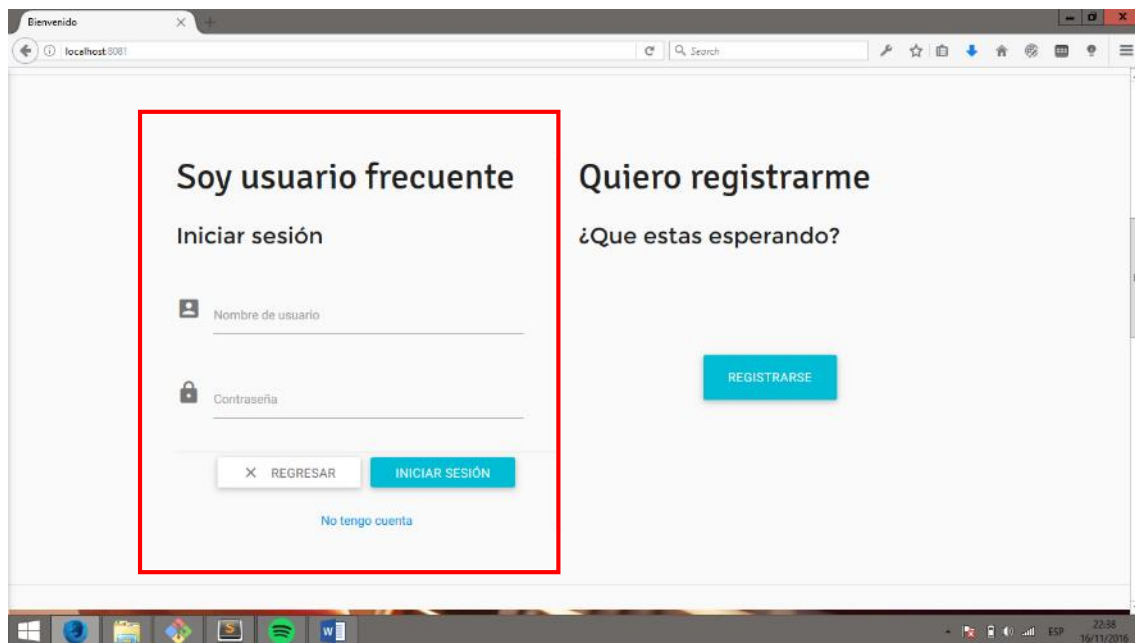 Bienvenido
localhost:8081
Search
Soy usuario frecuente
Iniciar sesión
Nombre de usuario
Contraseña
REGRESAR
INICIAR SESIÓN
No tengo cuenta
Quiero registrarme
¿Que estas esperando?
REGISTRARSE
ESP
22:38
16/11/2016